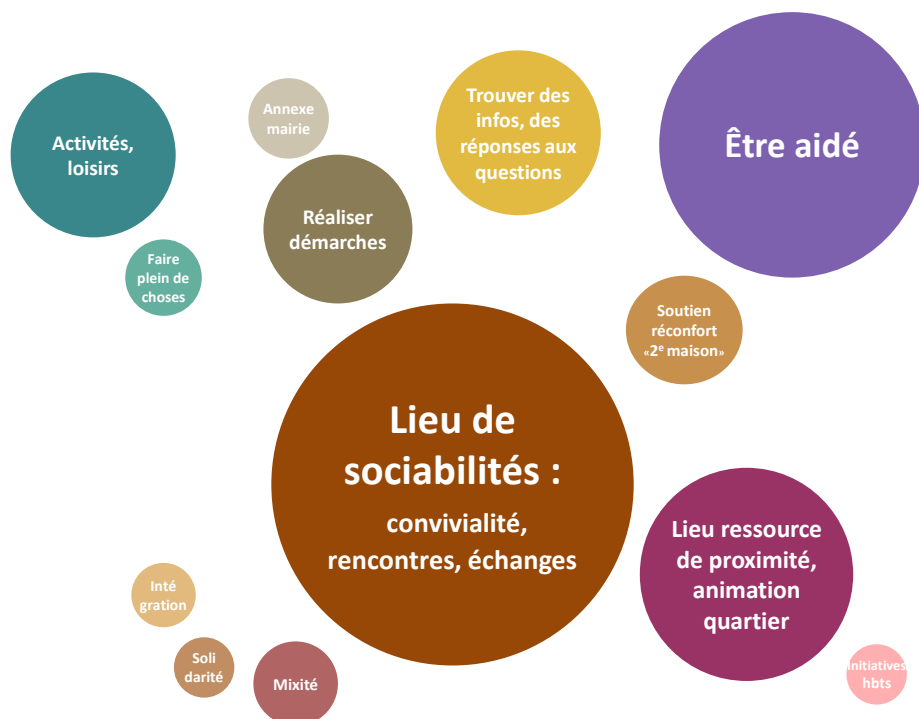 Activités,
loisirs
Annexe
mairie
Trouver des
infos, des
réponses aux
questions
Être aidé
Réaliser
démarches
Faire
plein de
choses
Soutien
réconfort
«2e maison»
Lieu de
sociabilités :
convivialité,
rencontres, échanges
Lieu ressource
de proximité,
animation
quartier
Inté
gration
Soli
darité
Mixité
Initiatives
hbts